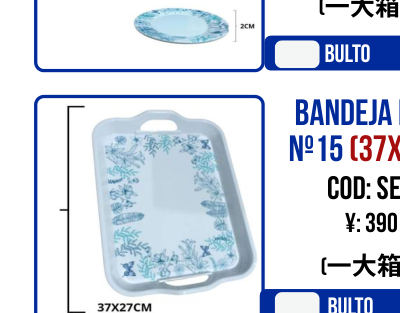 (一大箱
2CM
BULTO
BANDEJA
Nº15 (37X
COD: SE
¥: 390
(一大箱
37X27CM
BULTO